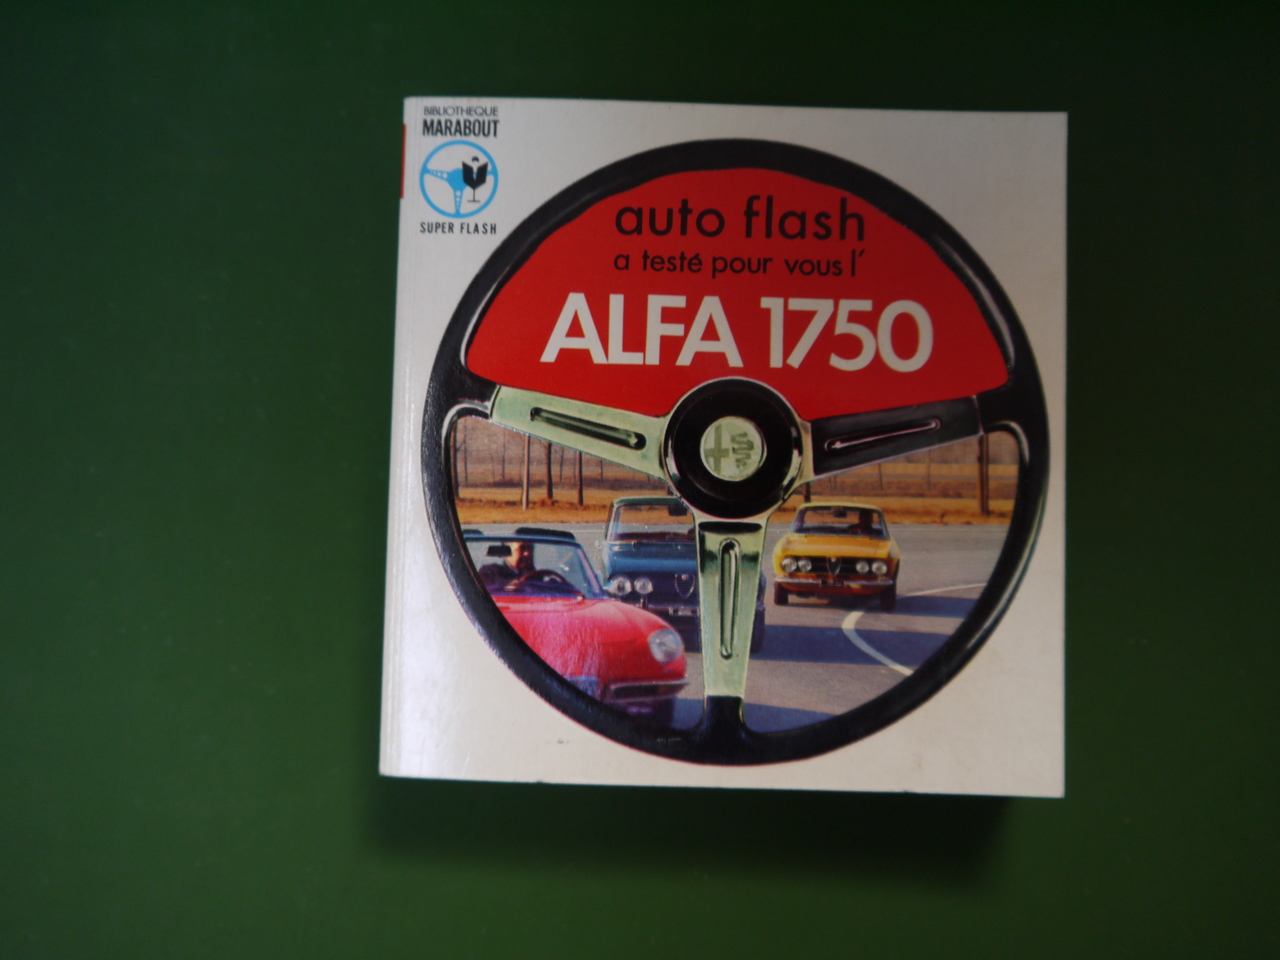 BIBLIOTHEQUE
MARABOUT
SUPER FLASH
auto flash
a testé pour vous l'
ALFA 1750